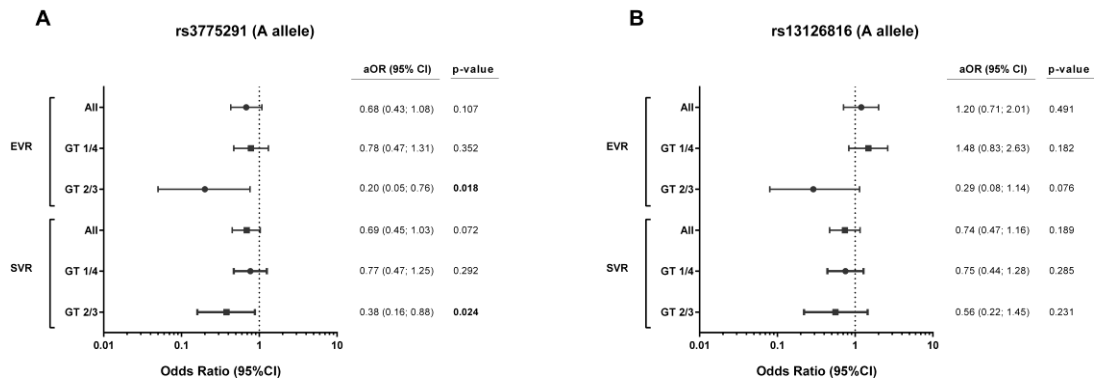 A
rs3775291 (A allele)
aOR (95% CI) p-value
EVR
All 0.68 (0.43; 1.08) 0.107
GT 1/4 0.78 (0.47; 1.31) 0.352
GT 2/3 0.20 (0.05; 0.76) 0.018
SVR
All 0.69 (0.45; 1.03) 0.072
GT 1/4 0.77 (0.47; 1.25) 0.292
GT 2/3 0.38 (0.16; 0.88) 0.024
0.01 0.1 1 10
Odds Ratio (95%CI)
B
rs13126816 (A allele)
aOR (95% CI) p-value
EVR
All 1.20 (0.71; 2.01) 0.491
GT 1/4 1.48 (0.83; 2.63) 0.182
GT 2/3 0.29 (0.08; 1.14) 0.076
SVR
All 0.74 (0.47; 1.16) 0.189
GT 1/4 0.75 (0.44; 1.28) 0.285
GT 2/3 0.56 (0.22; 1.45) 0.231
0.01 0.1 1 10
Odds Ratio (95%CI)